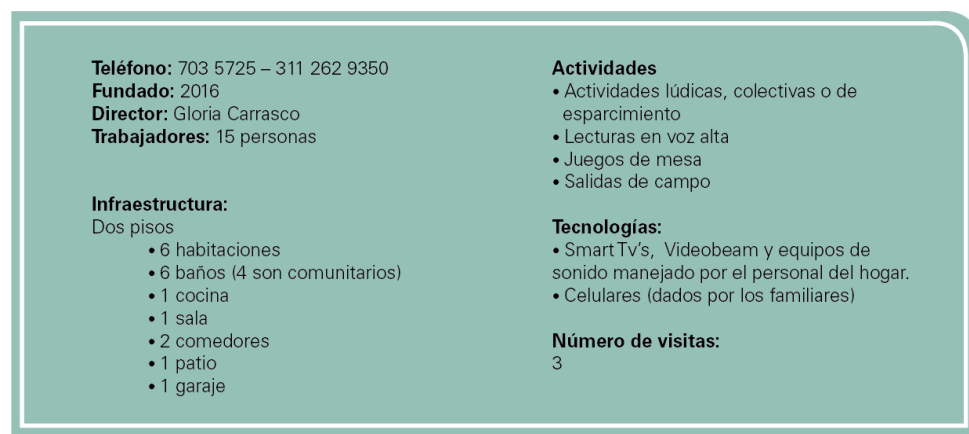 Teléfono: 703 5725 – 311 262 9350
Fundado: 2016
Director: Gloria Carrasco
Trabajadores: 15 personas
Infraestructura:
Dos pisos
• 6 habitaciones
• 6 baños (4 son comunitarios)
• 1 cocina
• 1 sala
• 2 comedores
• 1 patio
• 1 garaje
Actividades
• Actividades lúdicas, colectivas o de
esparcimiento
• Lecturas en voz alta
• Juegos de mesa
• Salidas de campo
Tecnologías:
• Smart Tv's, Videobeam y equipos de
sonido manejado por el personal del hogar.
• Celulares (dados por los familiares)
Número de visitas:
3